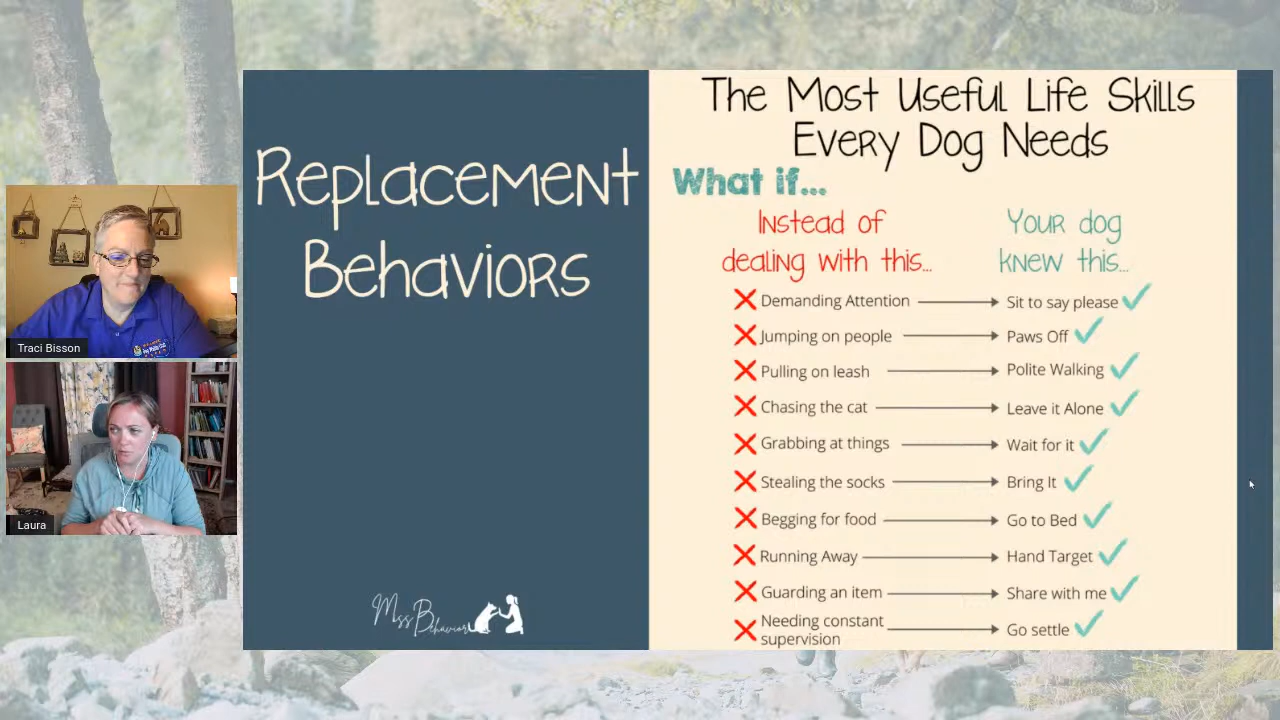 Replacement
Behaviors
Miss Behavior
The Most Useful Life Skills
Every Dog Needs
What if...
Instead of
dealing with this...
Your dog
knew this...
Demanding Attention Sit to say please
Jumping on people Paws Off
Pulling on leash Polite Walking
Chasing the cat Leave it Alone
Grabbing at things Wait for it
Stealing the socks Bring It
Begging for food Go to Bed
Running Away Hand Target
Guarding an item Share with me
Needing constant
supervision Go settle
Traci Bisson
Laura